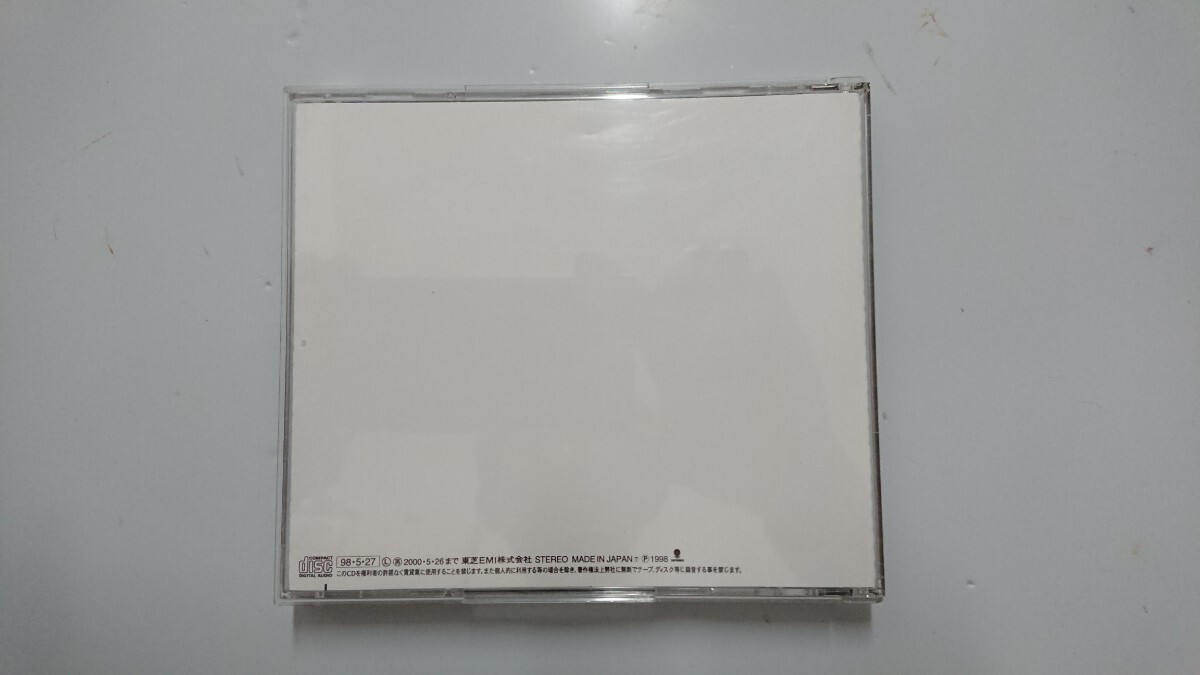 COMPACT
disc
DIGITAL AUDIO
98・5・27 Ⓛ 2000・5・26まで 東芝EMI株式会社 STEREO MADE IN JAPAN Ⓟ1998
このCDを権利者の許諾なく賃貸業に使用することを禁じます。また個人的に利用する等の場合を除き、著作権法上弊社に無断でテープ、ディスク等に録音する事を禁じます。